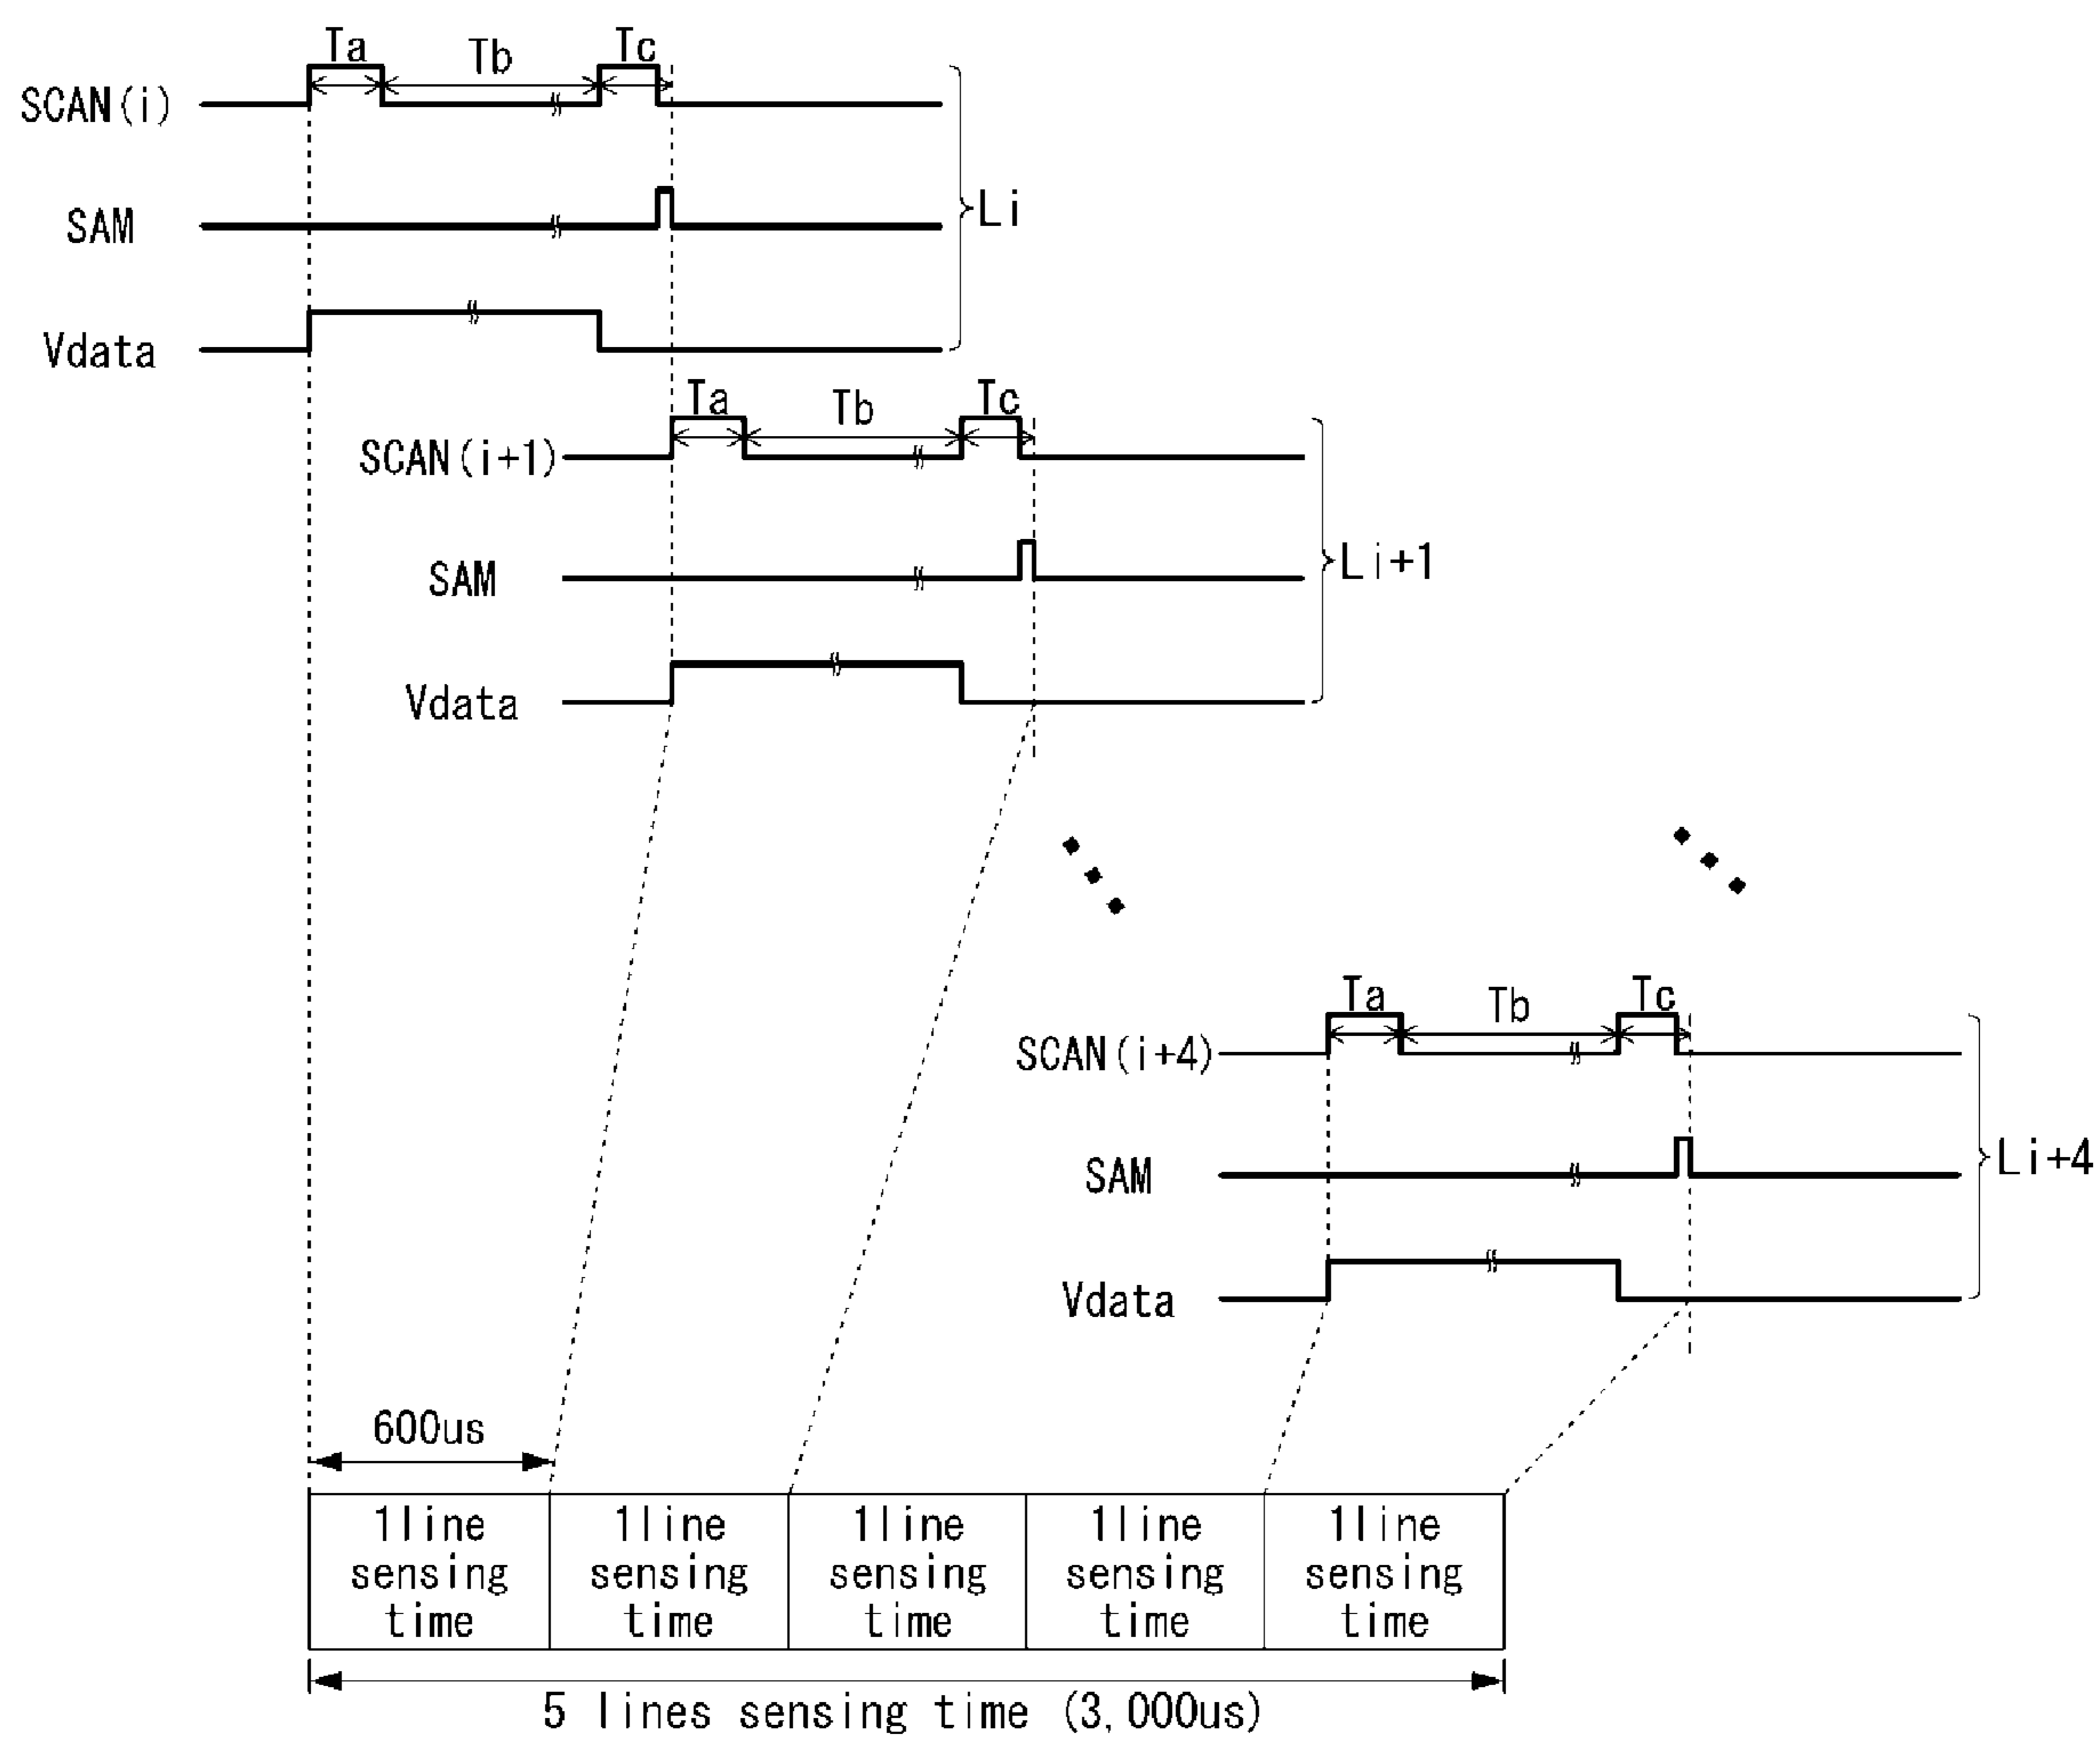 Ta Tb Tc
SCAN(i)
SAM
Li
Vdata
Ta Tb Tc
SCAN(i+1)
SAM
Li+1
Vdata
Ta Tb Tc
SCAN(i+4)
SAM
Li+4
Vdata
600us
1line sensing time
1line sensing time
1line sensing time
1line sensing time
1line sensing time
5 lines sensing time (3,000us)